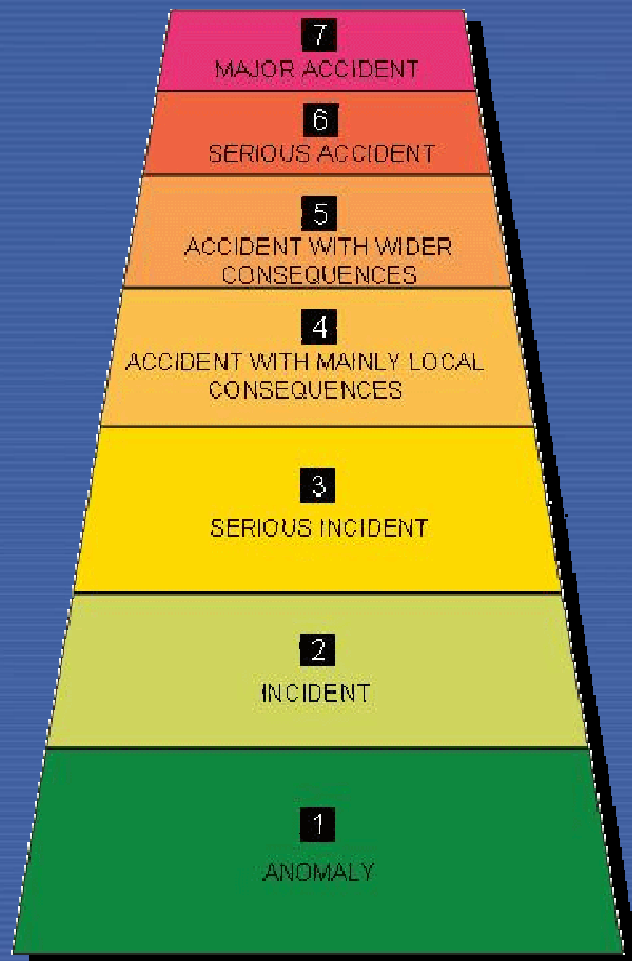 7
MAJOR ACCIDENT
6
SERIOUS ACCIDENT
5
ACCIDENT WITH WIDER
CONSEQUENCES
4
ACCIDENT WITH MAINLY LOCAL
CONSEQUENCES
3
SERIOUS INCIDENT
2
INCIDENT
1
ANOMALY